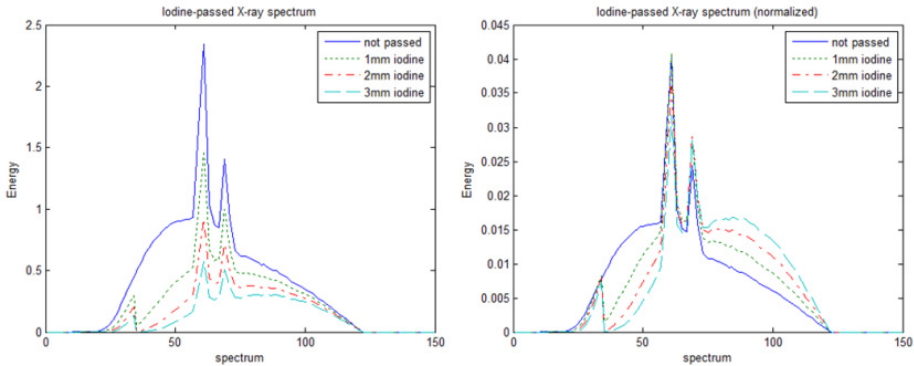 Iodine-passed X-ray spectrum
2.5
2
1.5
1
0.5
0
0
50
100
150
Energy
spectrum
not passed
1mm iodine
2mm iodine
3mm iodine
Iodine-passed X-ray spectrum (normalized)
0.045
0.04
0.035
0.03
0.025
0.02
0.015
0.01
0.005
0
0
50
100
150
Energy
spectrum
not passed
1mm iodine
2mm iodine
3mm iodine